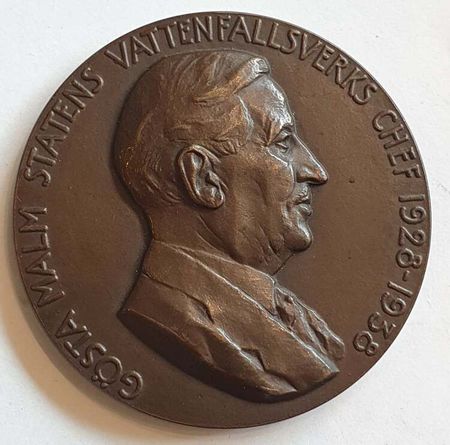 GÖSTA MALM STATENS VATTENFALLSVERKS CHEF 1928-1938